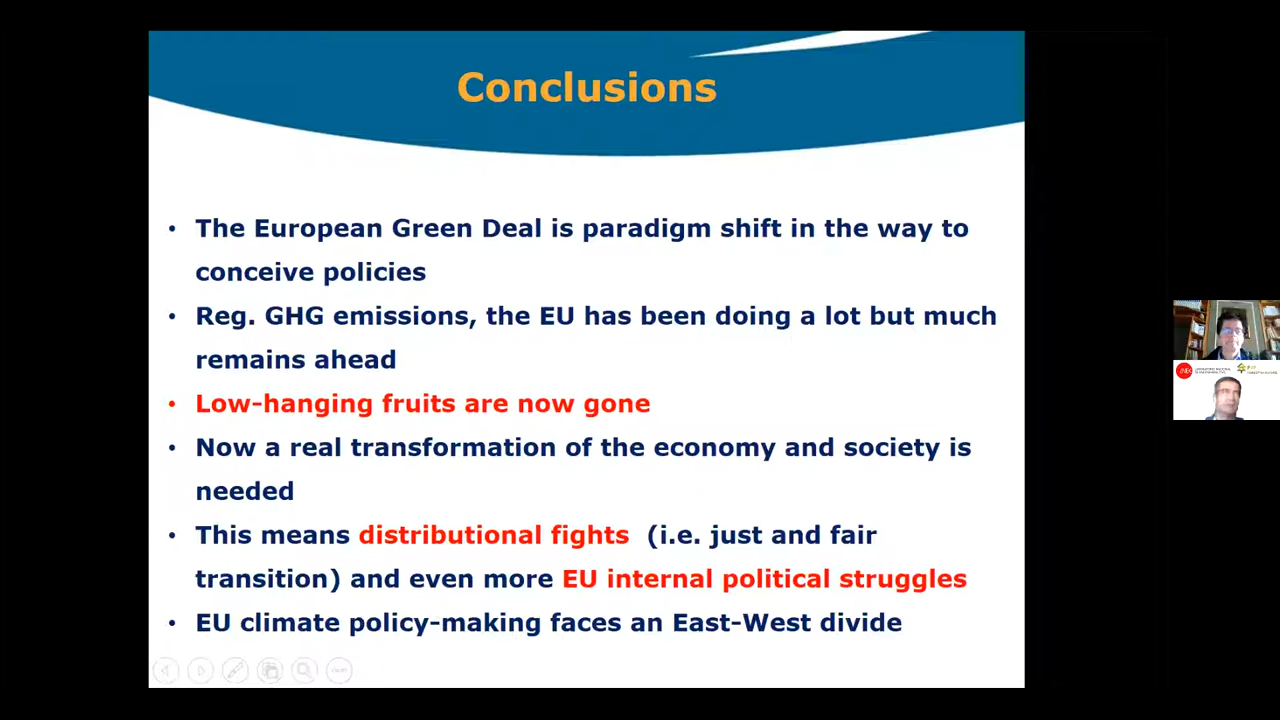 Conclusions
• The European Green Deal is paradigm shift in the way to
conceive policies
• Reg. GHG emissions, the EU has been doing a lot but much
remains ahead
• Low-hanging fruits are now gone
• Now a real transformation of the economy and society is
needed
• This means distributional fights (i.e. just and fair
transition) and even more EU internal political struggles
• EU climate policy-making faces an East-West divide